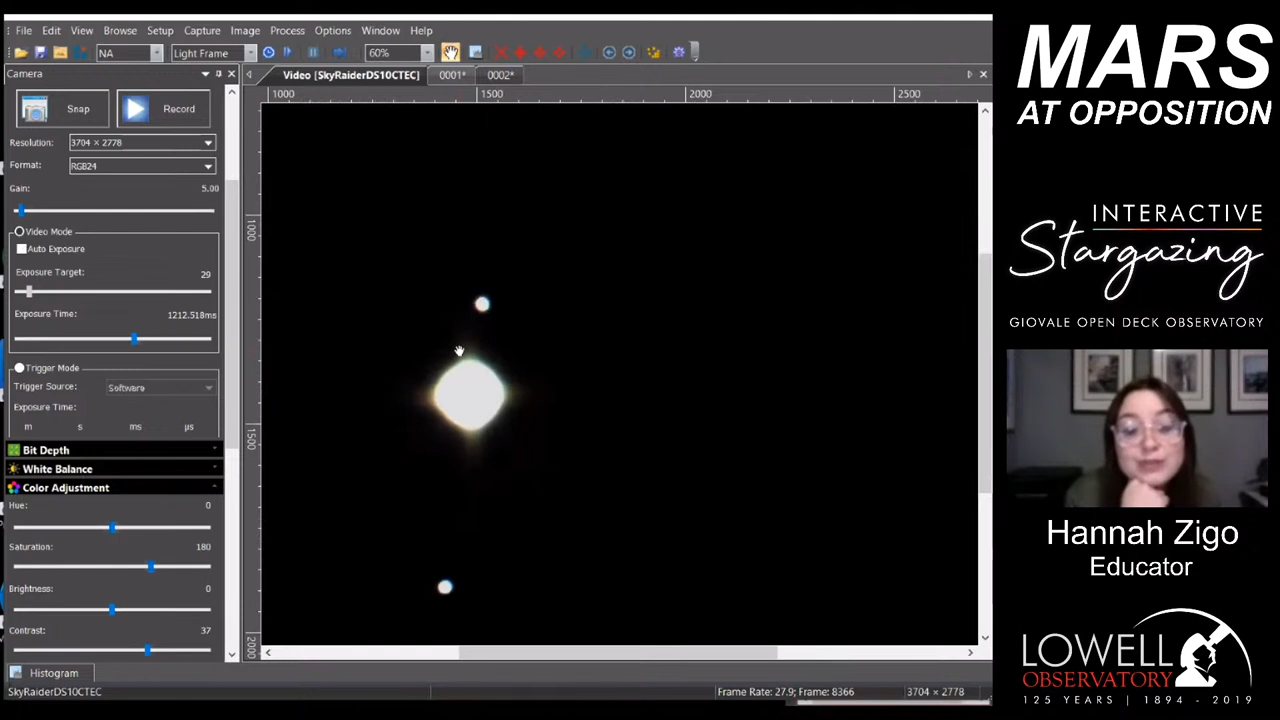 File Edit View Browse Setup Capture Image Process Options Window Help
NA Light Frame 60%
Camera
Video [SkyRaiderDS10CTEC] 0001* 0002*
1000 1500 2000 2500
Snap Record
Resolution: 3704 × 2778
Format: RGB24
Gain: 5.00
Video Mode
Auto Exposure
Exposure Target: 29
Exposure Time: 1212.518ms
Trigger Mode
Trigger Source: Software
Exposure Time:
m s ms µs
Bit Depth
White Balance
Color Adjustment
Hue: 0
Saturation: 180
Brightness: 0
Contrast: 37
Histogram
1000
1500
2000
SkyRaiderDS10CTEC Frame Rate: 27.9; Frame: 8366 3704 × 2778
MARS
AT OPPOSITION
INTERACTIVE
Stargazing
GIOVALE OPEN DECK OBSERVATORY
Hannah Zigo
Educator
LOWELL
OBSERVATORY
125 YEARS | 1894 - 2019